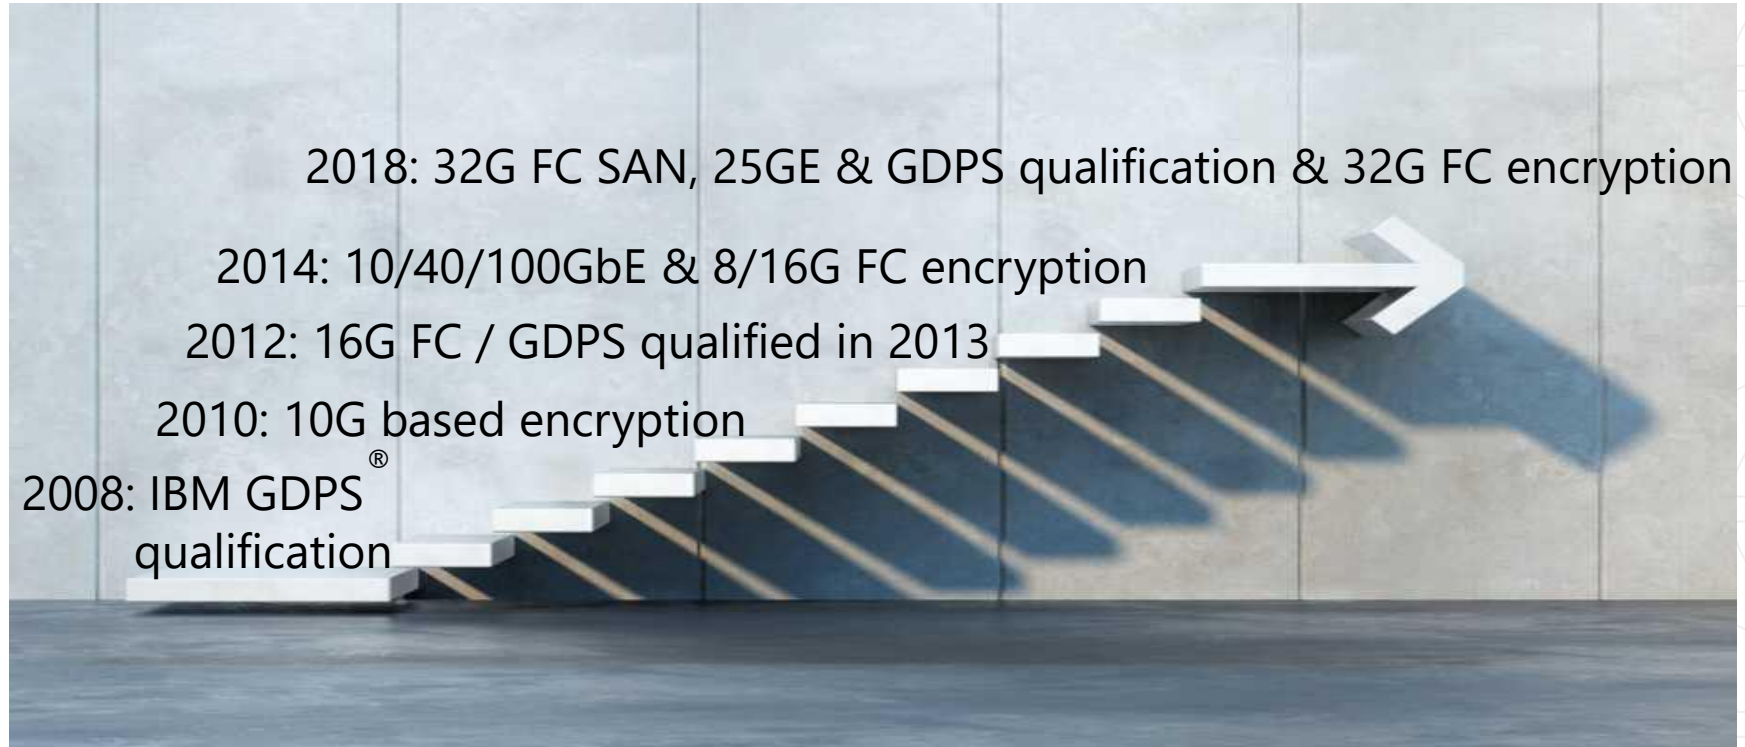 2018: 32G FC SAN, 25GE & GDPS qualification & 32G FC encryption
2014: 10/40/100GbE & 8/16G FC encryption
2012: 16G FC / GDPS qualified in 2013
2010: 10G based encryption
2008: IBM GDPS®
qualification